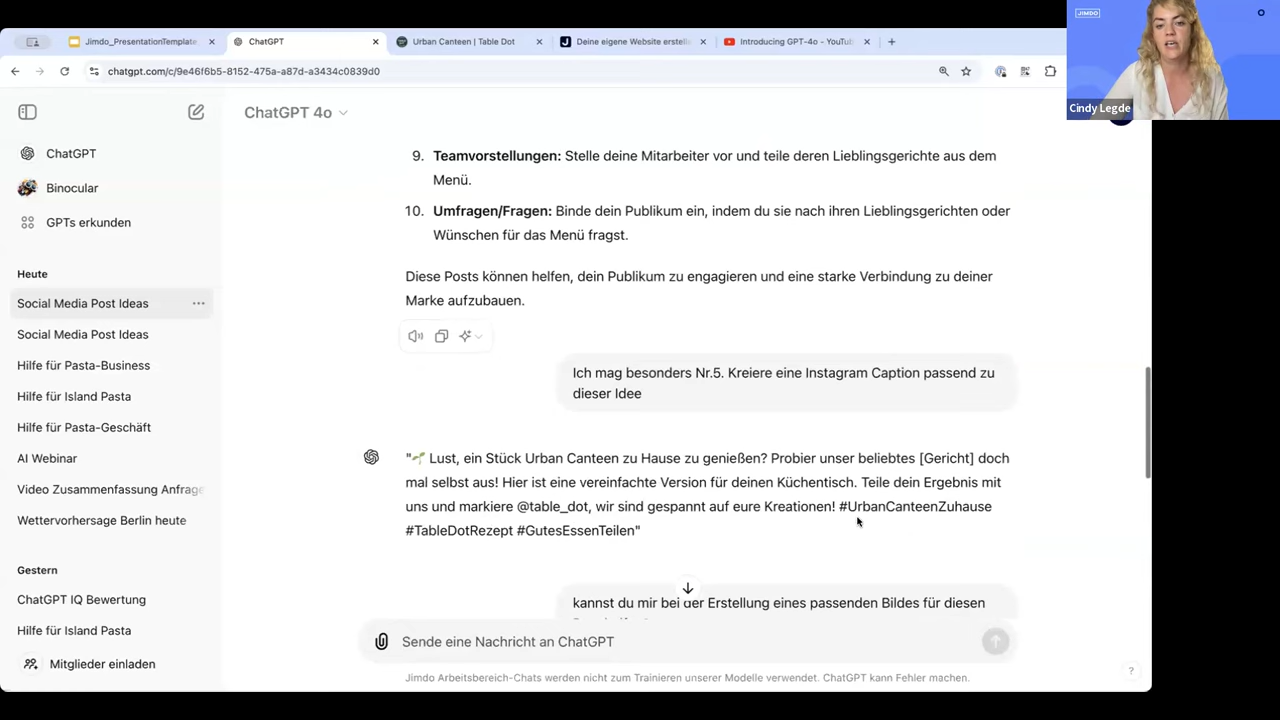 JIMDO
Cindy Legde
Jimdo_PresentationTemplate
ChatGPT
Urban Canteen | Table Dot
Deine eigene Website erstell
Introducing GPT-4o - YouTub
chatgpt.com/c/9e46f6b5-8152-475a-a87d-a3434c0839d0
ChatGPT
Binocular
GPTs erkunden
Heute
Social Media Post Ideas
Social Media Post Ideas
Hilfe für Pasta-Business
Hilfe für Island Pasta
Hilfe für Pasta-Geschäft
AI Webinar
Video Zusammenfassung Anfrage
Wettervorhersage Berlin heute
Gestern
ChatGPT IQ Bewertung
Hilfe für Island Pasta
Mitglieder einladen
ChatGPT 4o
9. Teamvorstellungen: Stelle deine Mitarbeiter vor und teile deren Lieblingsgerichte aus dem
Menü.
10. Umfragen/Fragen: Binde dein Publikum ein, indem du sie nach ihren Lieblingsgerichten oder
Wünschen für das Menü fragst.
Diese Posts können helfen, dein Publikum zu engagieren und eine starke Verbindung zu deiner
Marke aufzubauen.
Ich mag besonders Nr.5. Kreiere eine Instagram Caption passend zu
dieser Idee
"🌱 Lust, ein Stück Urban Canteen zu Hause zu genießen? Probier unser beliebtes [Gericht] doch
mal selbst aus! Hier ist eine vereinfachte Version für deinen Küchentisch. Teile dein Ergebnis mit
uns und markiere @table_dot, wir sind gespannt auf eure Kreationen! #UrbanCanteenZuhause
#TableDotRezept #GutesEssenTeilen"
kannst du mir bei der Erstellung eines passenden Bildes für diesen
Sende eine Nachricht an ChatGPT
Jimdo Arbeitsbereich-Chats werden nicht zum Trainieren unserer Modelle verwendet. ChatGPT kann Fehler machen.
?